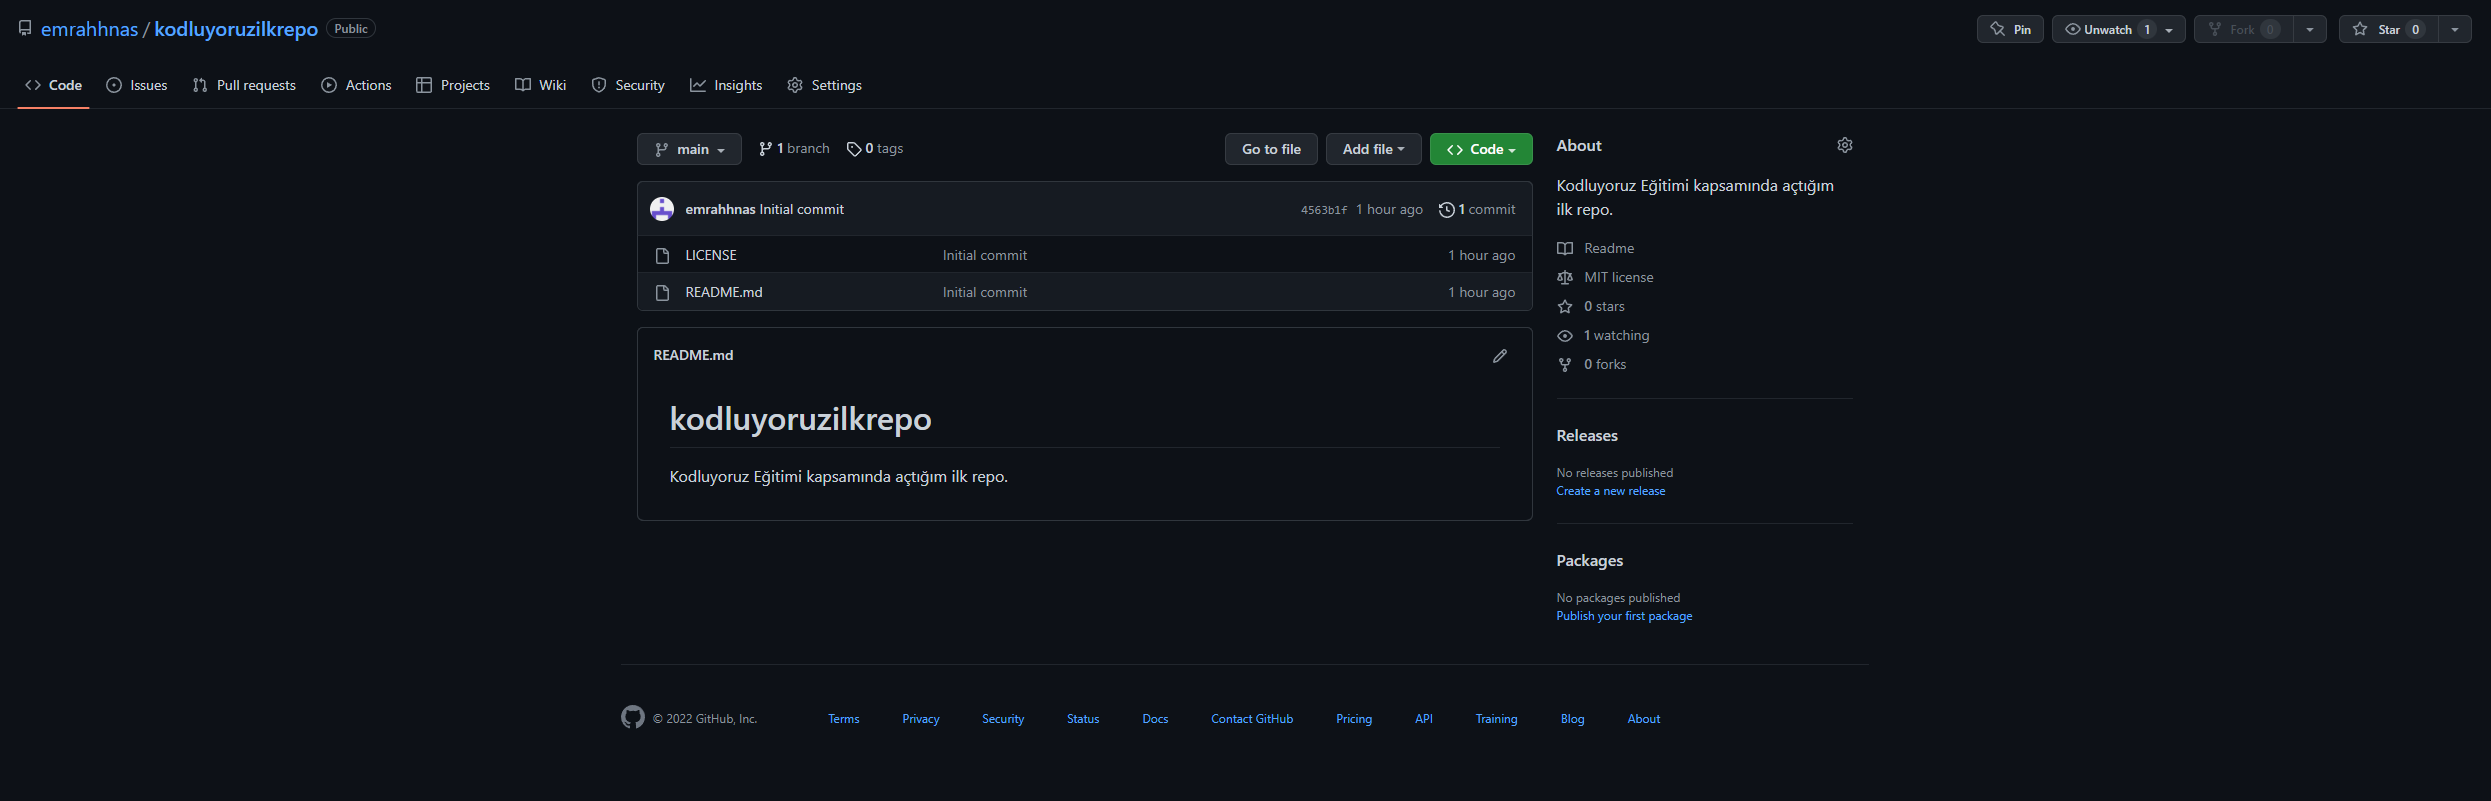 emrahhnas / kodluyoruzilkrepo Public
Pin Unwatch 1 Fork 0 Star 0
Code Issues Pull requests Actions Projects Wiki Security Insights Settings
main 1 branch 0 tags Go to file Add file Code
emrahhnas Initial commit 4563b1f 1 hour ago 1 commit
LICENSE Initial commit 1 hour ago
README.md Initial commit 1 hour ago
README.md
kodluyoruzilkrepo
Kodluyoruz Eğitimi kapsamında açtığım ilk repo.
About
Kodluyoruz Eğitimi kapsamında açtığım
ilk repo.
Readme
MIT license
0 stars
1 watching
0 forks
Releases
No releases published
Create a new release
Packages
No packages published
Publish your first package
© 2022 GitHub, Inc. Terms Privacy Security Status Docs Contact GitHub Pricing API Training Blog About